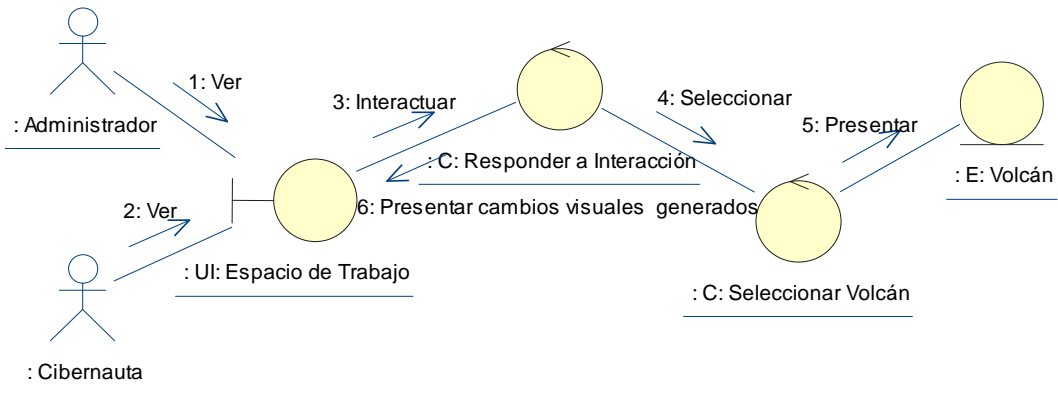 1: Ver
: Administrador
3: Interactuar
4: Seleccionar
5: Presentar
: C: Responder a Interacción
: E: Volcán
2: Ver
6: Presentar cambios visuales generados
: UI: Espacio de Trabajo
: C: Seleccionar Volcán
: Cibernauta